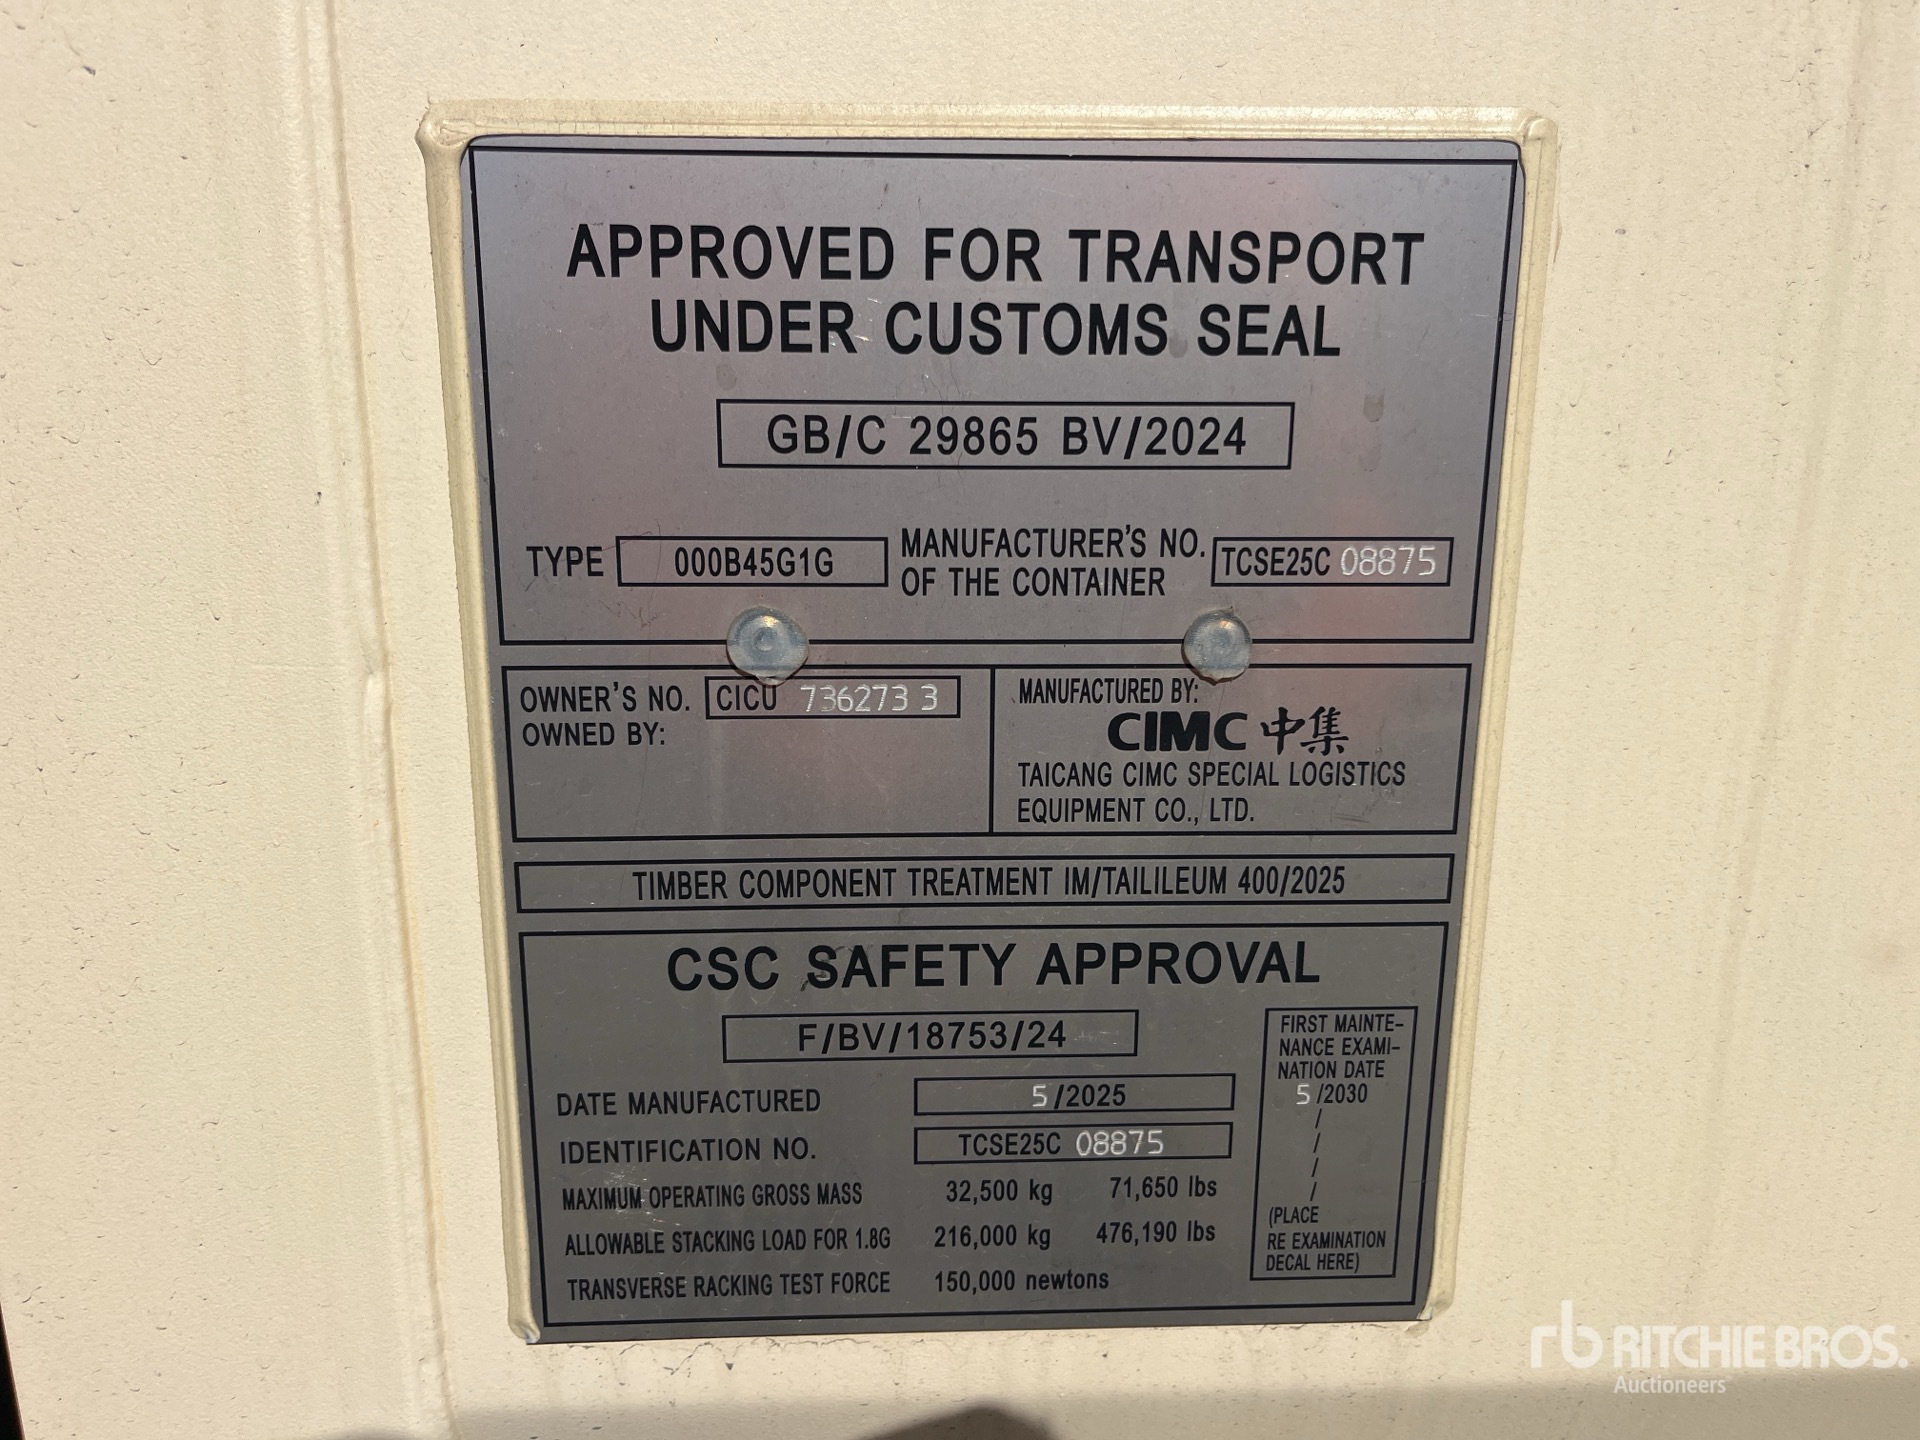 APPROVED FOR TRANSPORT
UNDER CUSTOMS SEAL
GB/C 29865 BV/2024
TYPE 000B45G1G MANUFACTURER'S NO. OF THE CONTAINER TCSE25C 08875
OWNER'S NO. CICU 736273 3
OWNED BY:
MANUFACTURED BY:
CIMC 中集
TAICANG CIMC SPECIAL LOGISTICS
EQUIPMENT CO., LTD.
TIMBER COMPONENT TREATMENT IM/TAILILEUM 400/2025
CSC SAFETY APPROVAL
F/BV/18753/24
DATE MANUFACTURED 5/2025
IDENTIFICATION NO. TCSE25C 08875
MAXIMUM OPERATING GROSS MASS 32,500 kg 71,650 lbs
ALLOWABLE STACKING LOAD FOR 1.8G 216,000 kg 476,190 lbs
TRANSVERSE RACKING TEST FORCE 150,000 newtons
FIRST MAINTE-
NANCE EXAMI-
NATION DATE
5/2030
/
/
/
/
(PLACE
RE EXAMINATION
DECAL HERE)
rb RITCHIE BROS.
Auctioneers